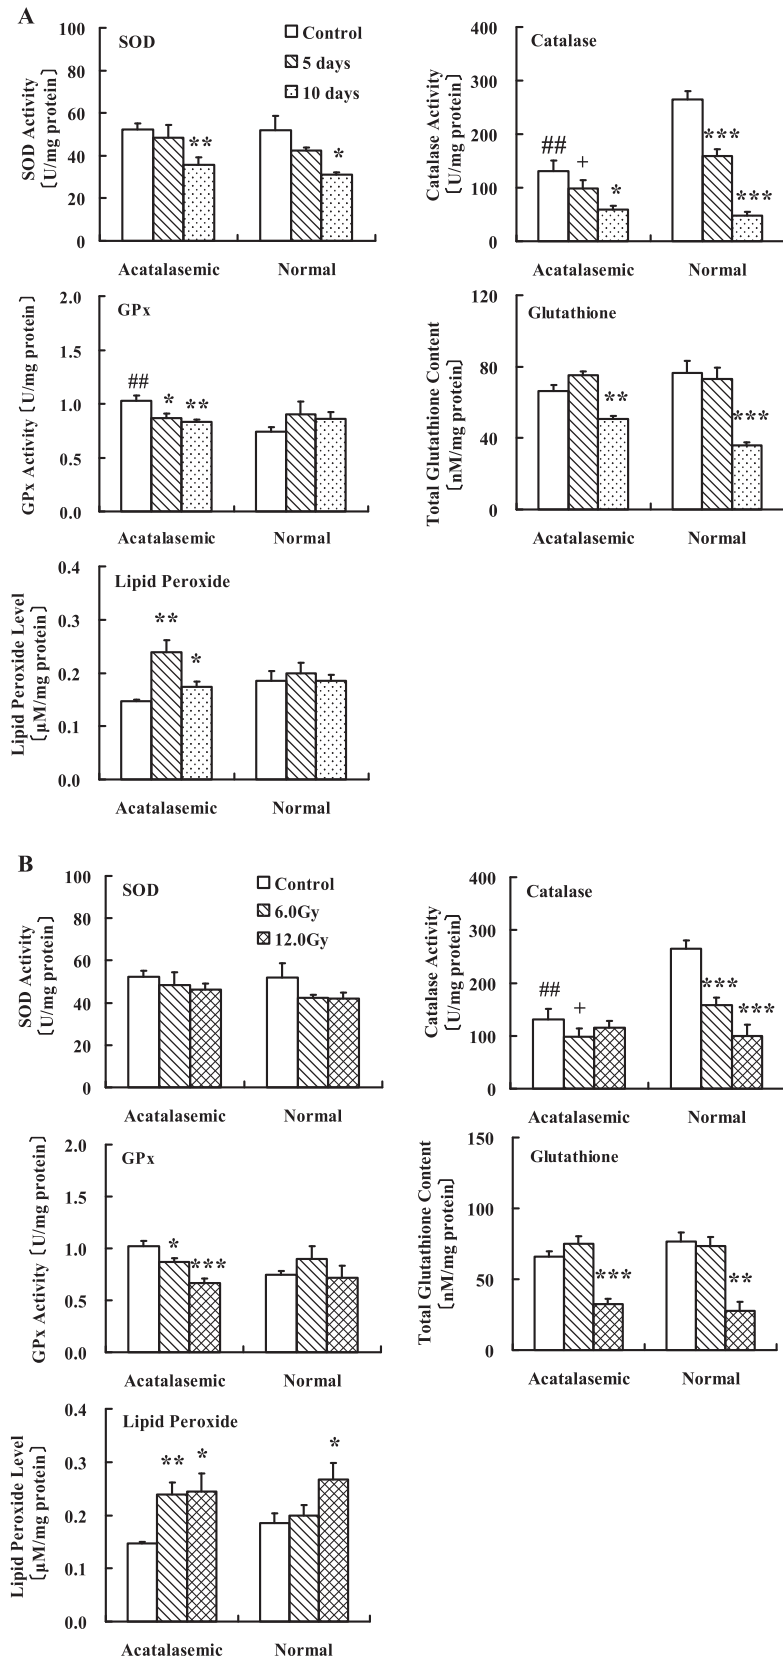 A
SOD
Control
5 days
10 days
SOD Activity
[U/mg protein]
100
80
60
40
20
0
**
*
Acatalasemic
Normal
Catalase
Catalase Activity
[U/mg protein]
400
300
200
100
0
##
+
*
***
***
Acatalasemic
Normal
GPx
GPx Activity [U/mg protein]
2.0
1.5
1.0
0.5
0.0
##
*
**
Acatalasemic
Normal
Glutathione
Total Glutathione Content
[nM/mg protein]
120
80
40
0
**
***
Acatalasemic
Normal
Lipid Peroxide
Lipid Peroxide Level
[μM/mg protein]
0.4
0.3
0.2
0.1
0.0
**
*
Acatalasemic
Normal
B
SOD
Control
6.0Gy
12.0Gy
SOD Activity
[U/mg protein]
100
80
60
40
20
0
Acatalasemic
Normal
Catalase
Catalase Activity
[U/mg protein]
400
300
200
100
0
##
+
***
***
Acatalasemic
Normal
GPx
GPx Activity [U/mg protein]
2.0
1.5
1.0
0.5
0.0
*
***
Acatalasemic
Normal
Glutathione
Total Glutathione Content
[nM/mg protein]
150
100
50
0
***
**
Acatalasemic
Normal
Lipid Peroxide
Lipid Peroxide Level
[μM/mg protein]
0.4
0.3
0.2
0.1
0.0
**
*
*
Acatalasemic
Normal